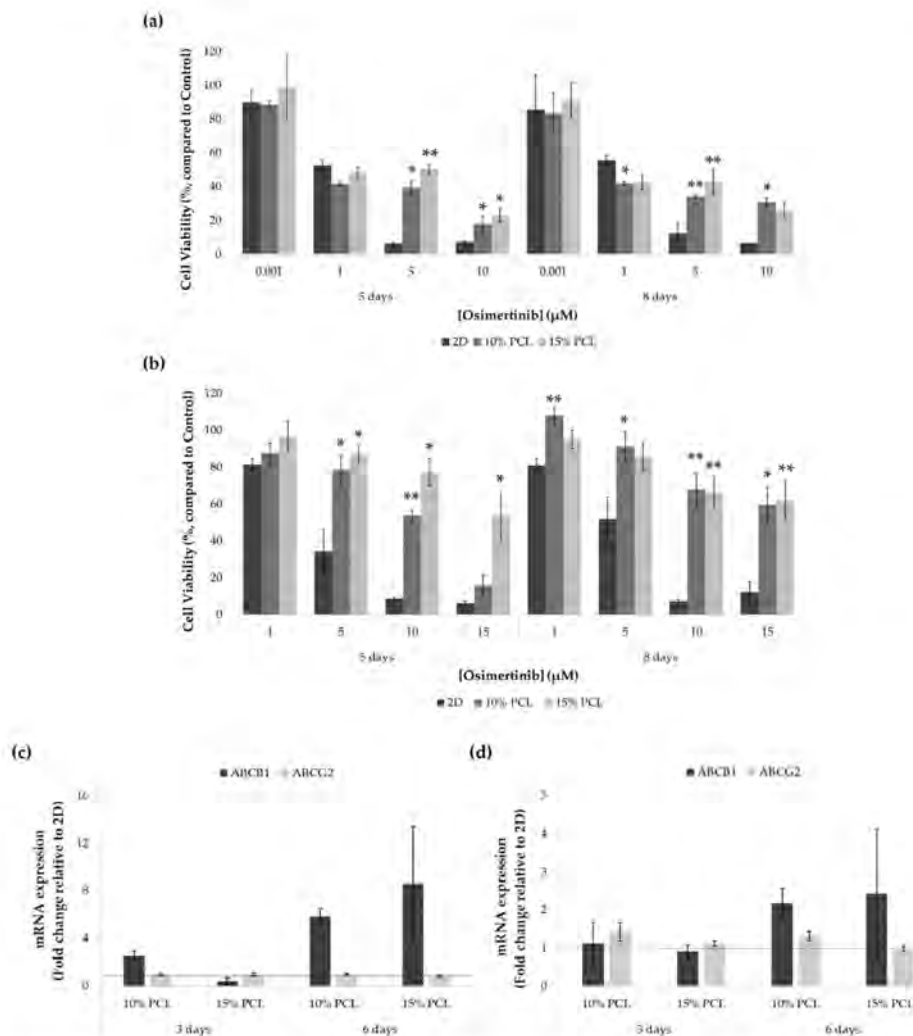 (a)
Cell Viability (%, compared to Control)
120
100
80
60
40
20
0
* ** * * * ** ** *
0.001 1 5 10 0.001 1 5 10
5 days 8 days
[Osimertinib] (μM)
2D 10% PCL 15% PCL
(b)
Cell Viability (%, compared to Control)
120
100
80
60
40
20
0
* * ** * * ** * ** ** * **
1 5 10 15 1 5 10 15
5 days 8 days
[Osimertinib] (μM)
2D 10% PCL 15% PCL
(c)
ABCB1 ABCG2
mRNA expression
(Fold change relative to 2D)
16
12
8
4
0
10% PCL 15% PCL 10% PCL 15% PCL
3 days 6 days
(d)
ABCB1 ABCG2
mRNA expression
(Fold change relative to 2D)
5
4
3
2
1
0
10% PCL 15% PCL 10% PCL 15% PCL
3 days 6 days